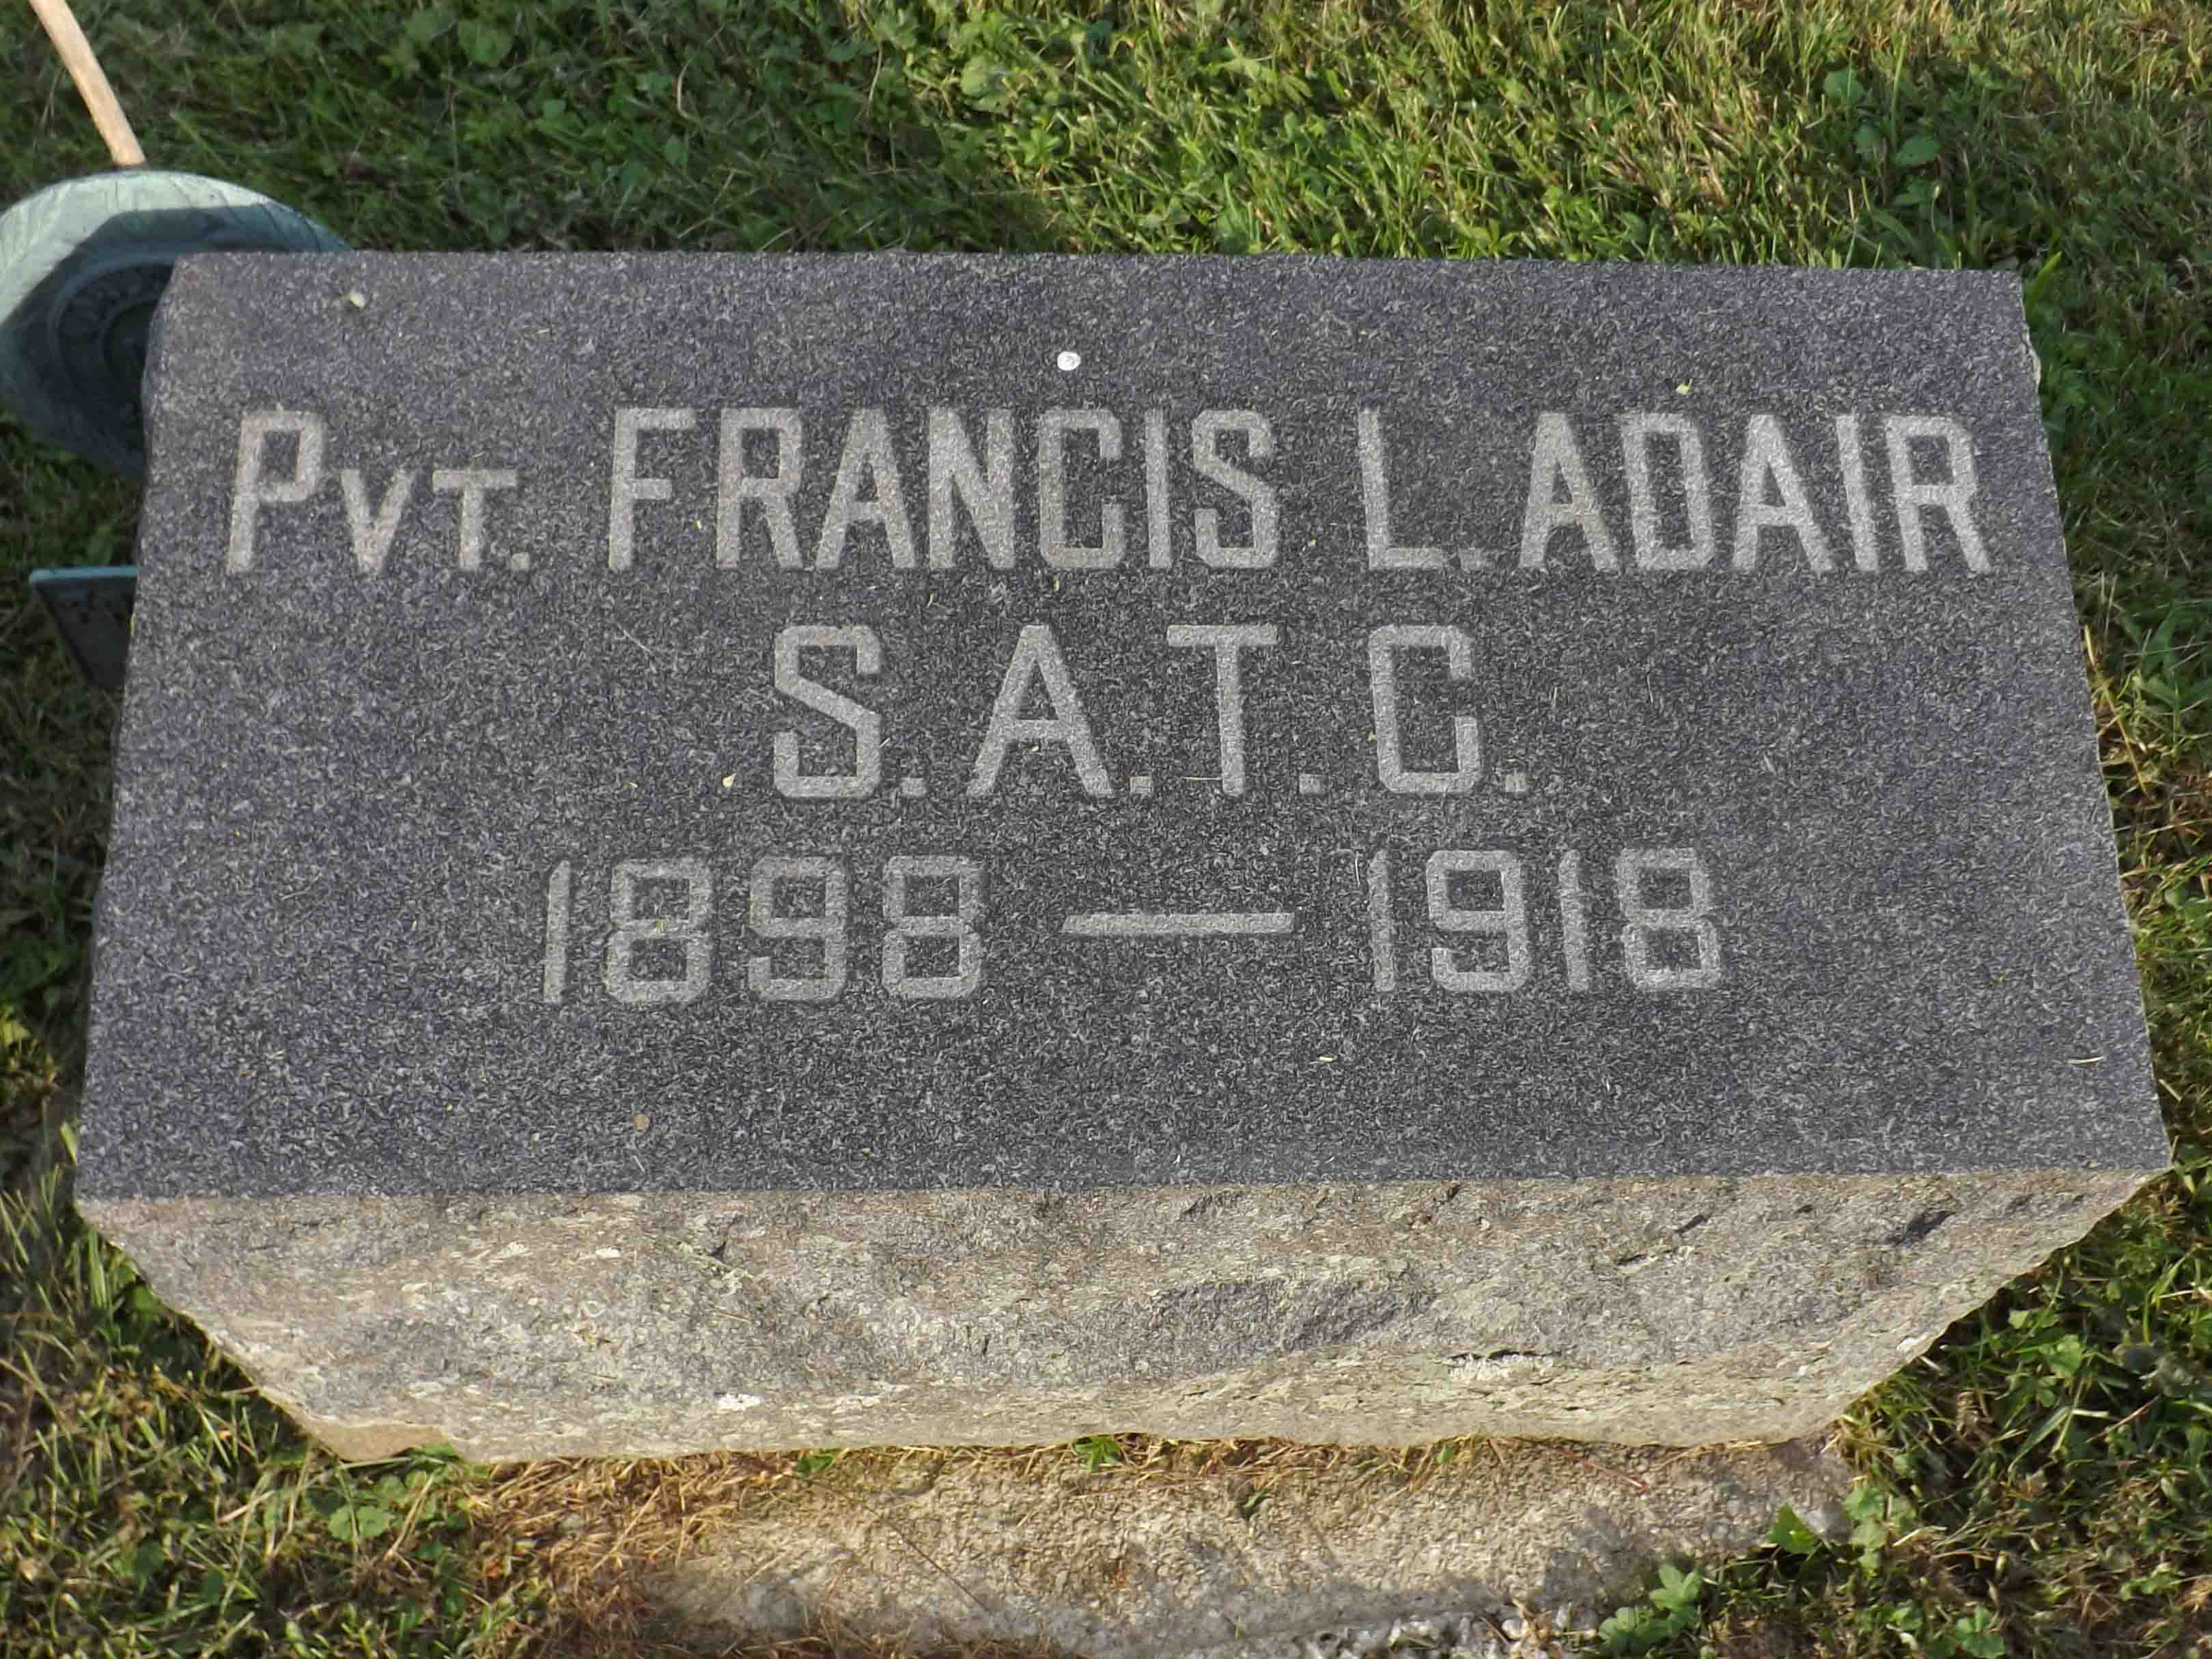 PVT. FRANCIS L. ADAIR
S.A.T.C.
1898 — 1918